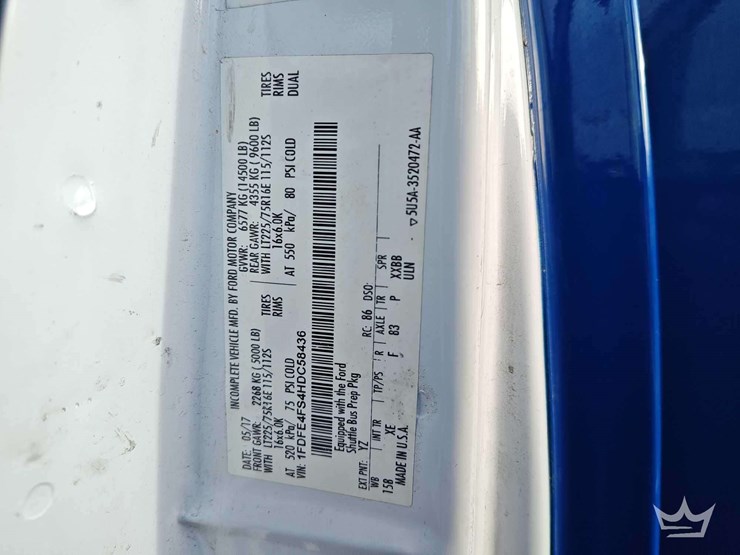 INCOMPLETE VEHICLE MFD. BY FORD MOTOR COMPANY
DATE: 05/17 GVWR: 6577 KG (14500 LB)
FRONT GAWR: 2268 KG ( 5000 LB) REAR GAWR: 4355 KG ( 9600 LB)
WITH LT225/75R16E 115/112S TIRES WITH LT225/75R16E 115/112S TIRES
16x6.0K RIMS 16x6.0K RIMS
AT 520 kPa/ 75 PSI COLD AT 550 kPa/ 80 PSI COLD DUAL
VIN: 1FDFE4FS4HDC58436
Equipped with the Ford
Shuttle Bus Prep Pkg
EXT PNT: YZ RC: 86 DSO:
WB INT TR TP/PS R AXLE TR SPR
158 XE F 83 P XXBB
ULN
MADE IN U.S.A. ▽5U5A-3520472-AA